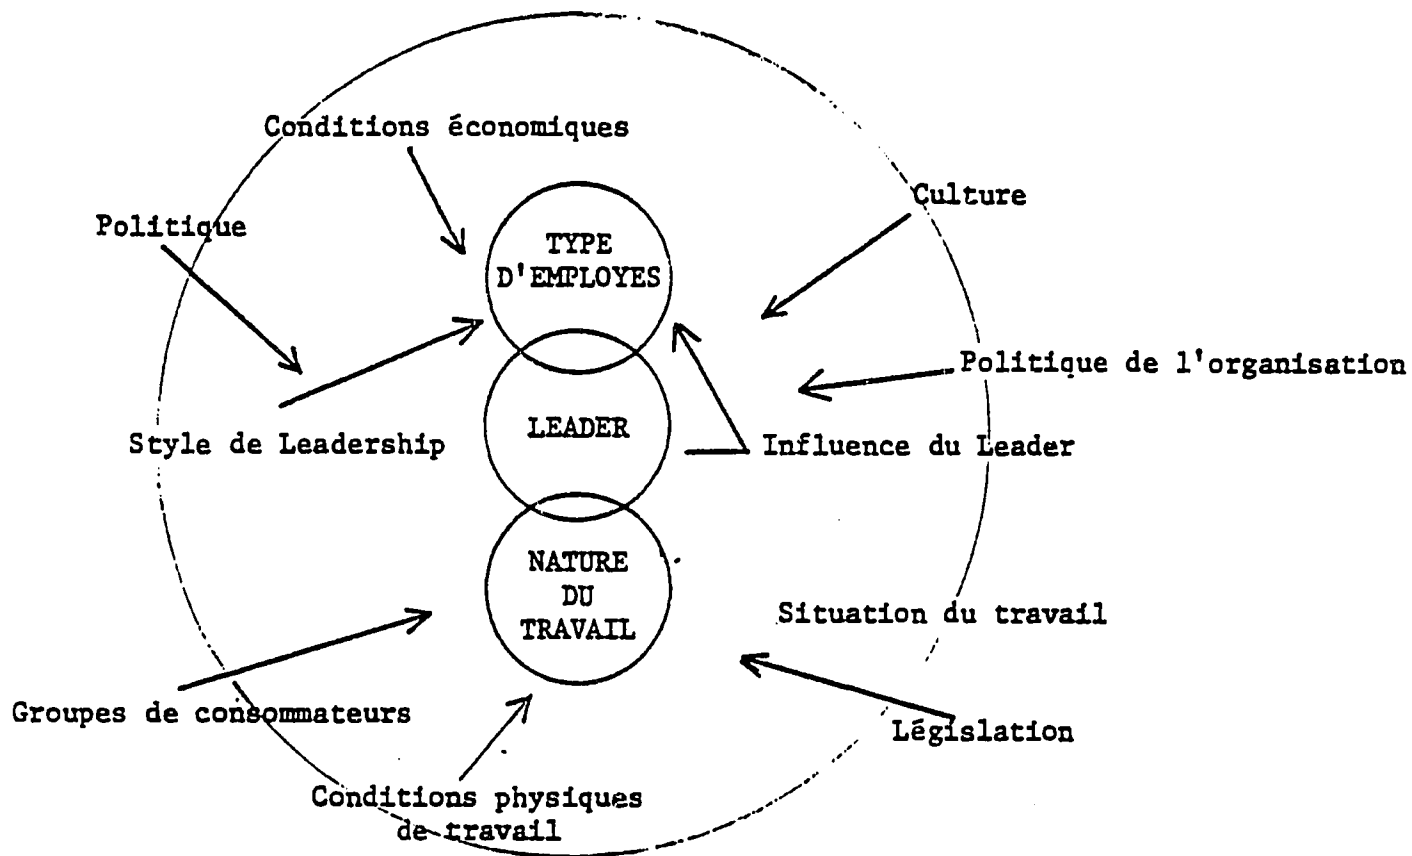 Conditions économiques
Culture
Politique
TYPE
D'EMPLOYES
Politique de l'organisation
LEADER
Style de Leadership
Influence du Leader
NATURE
DU
TRAVAIL
Situation du travail
Groupes de consommateurs
Législation
Conditions physiques
de travail